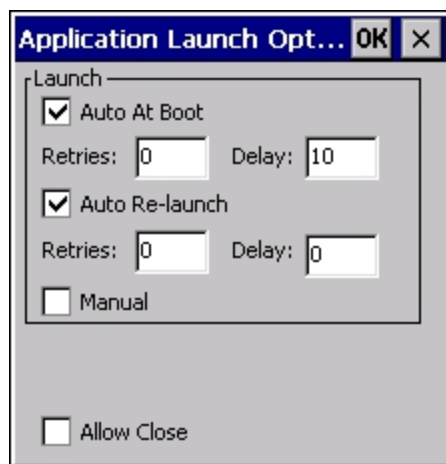 Application Launch Opt... OK ×
Launch
Auto At Boot
Retries: 0 Delay: 10
Auto Re-launch
Retries: 0 Delay: 0
Manual
Allow Close